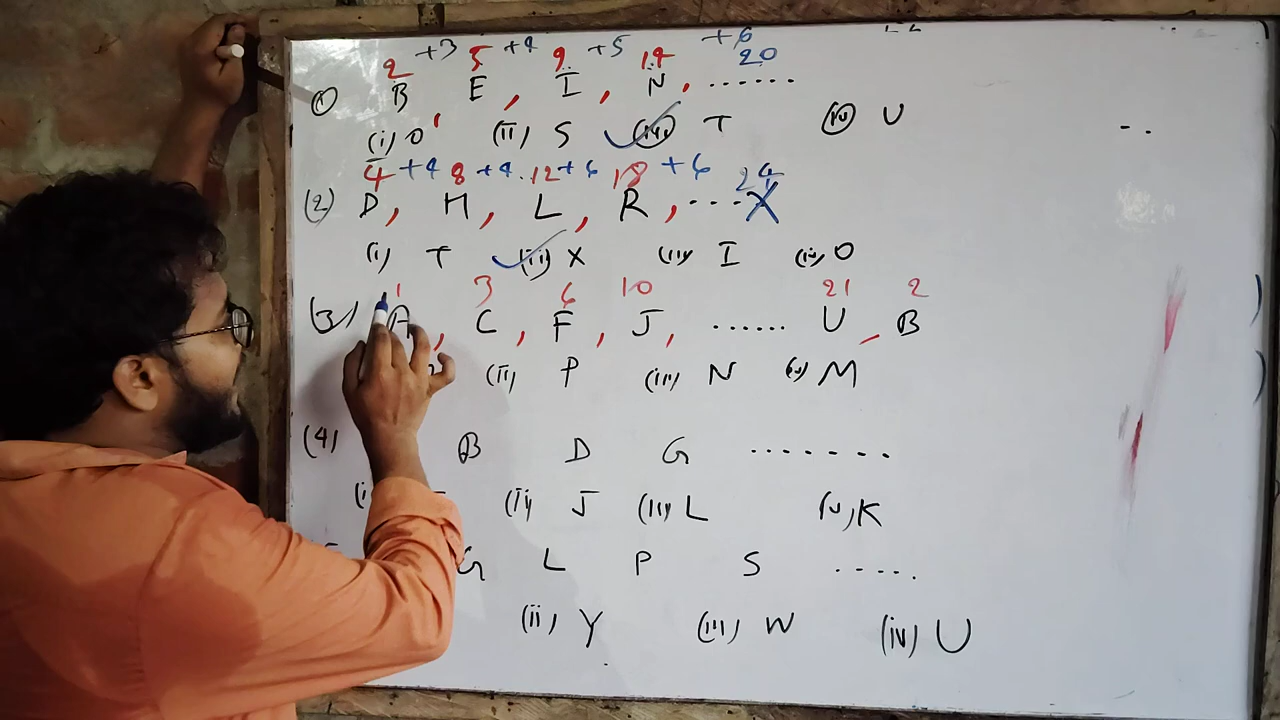 +3 +4 +5 +6
2 5 9 14 20
① B, E, I, N, .......
(i) O (ii) S (iii) T (iv) U
4 +4 8 +4 12 +6 18 +6 24
(2) D, H, L, R, ... X
(i) T (ii) X (iii) I (iv) O
1 3 6 10 21 2
(3) A, C, F, J, ...... U, B
(ii) P (iii) N (iv) M
(4) B D G ........
(ii) J (iii) L (iv) K
G L P S .....
(ii) Y (iii) W (iv) U